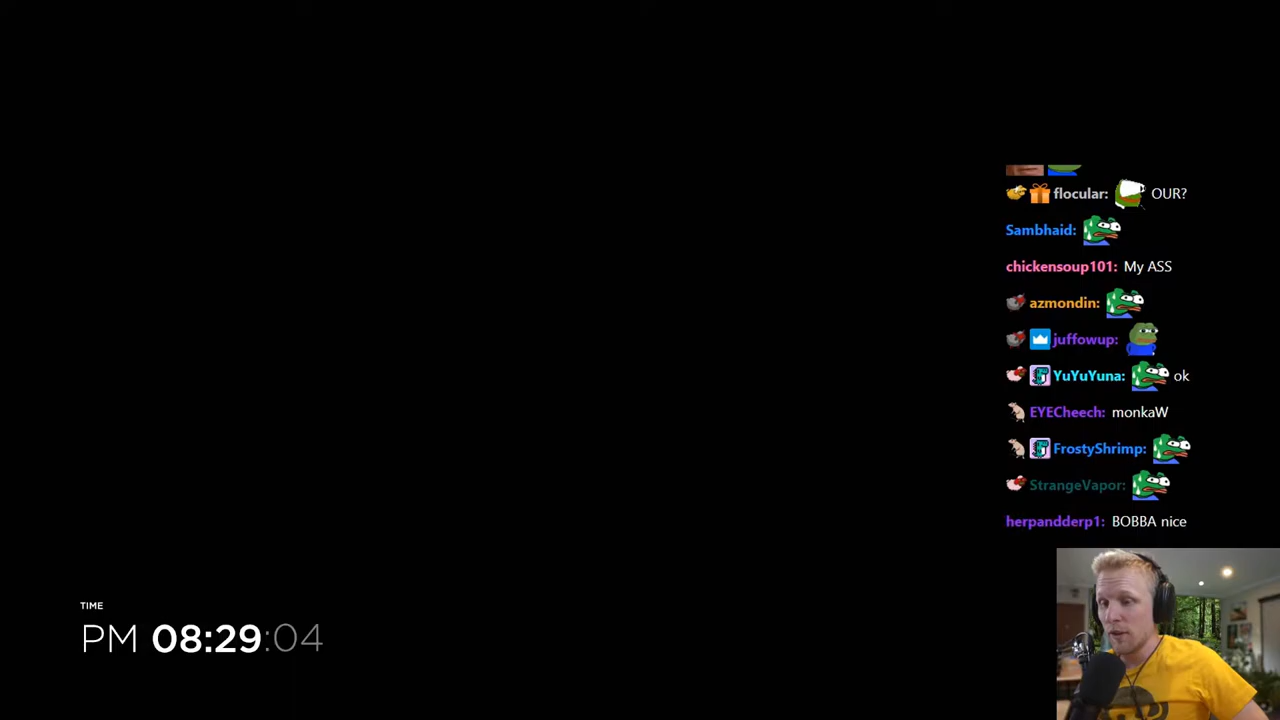 flocular: OUR?
Sambhaid:
chickensoup101: My ASS
azmondin:
juffowup:
YuYuYuna: ok
EYECheech: monkaW
FrostyShrimp:
StrangeVapor:
herpandderp1: BOBBA nice
TIME
PM 08:29:04